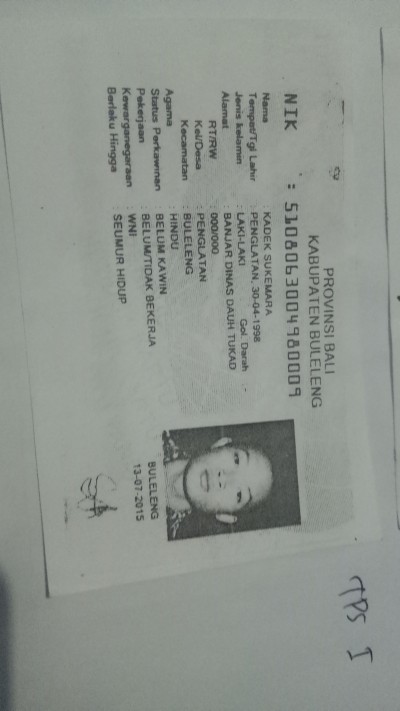 PROVINSI BALI
KABUPATEN BULELENG
NIK : 5108063004980009
Nama : KADEK SUKEMARA
Tempat/Tgl Lahir : PENGLATAN, 30-04-1998
Jenis kelamin : LAKI-LAKI Gol. Darah -
Alamat : BANJAR DINAS DAUH TUKAD
RT/RW : 000/000
Kel/Desa : PENGLATAN
Kecamatan : BULELENG
Agama : HINDU
Status Perkawinan : BELUM KAWIN
Pekerjaan : BELUM/TIDAK BEKERJA
Kewarganegaraan : WNI
Berlaku Hingga : SEUMUR HIDUP
BULELENG
13-07-2015
TPS I